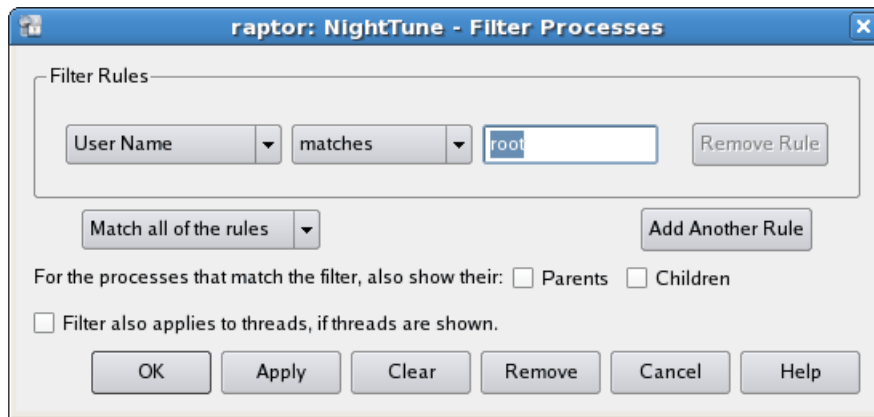 raptor: NightTune - Filter Processes
Filter Rules
User Name matches root Remove Rule
Match all of the rules Add Another Rule
For the processes that match the filter, also show their: Parents Children
Filter also applies to threads, if threads are shown.
OK Apply Clear Remove Cancel Help